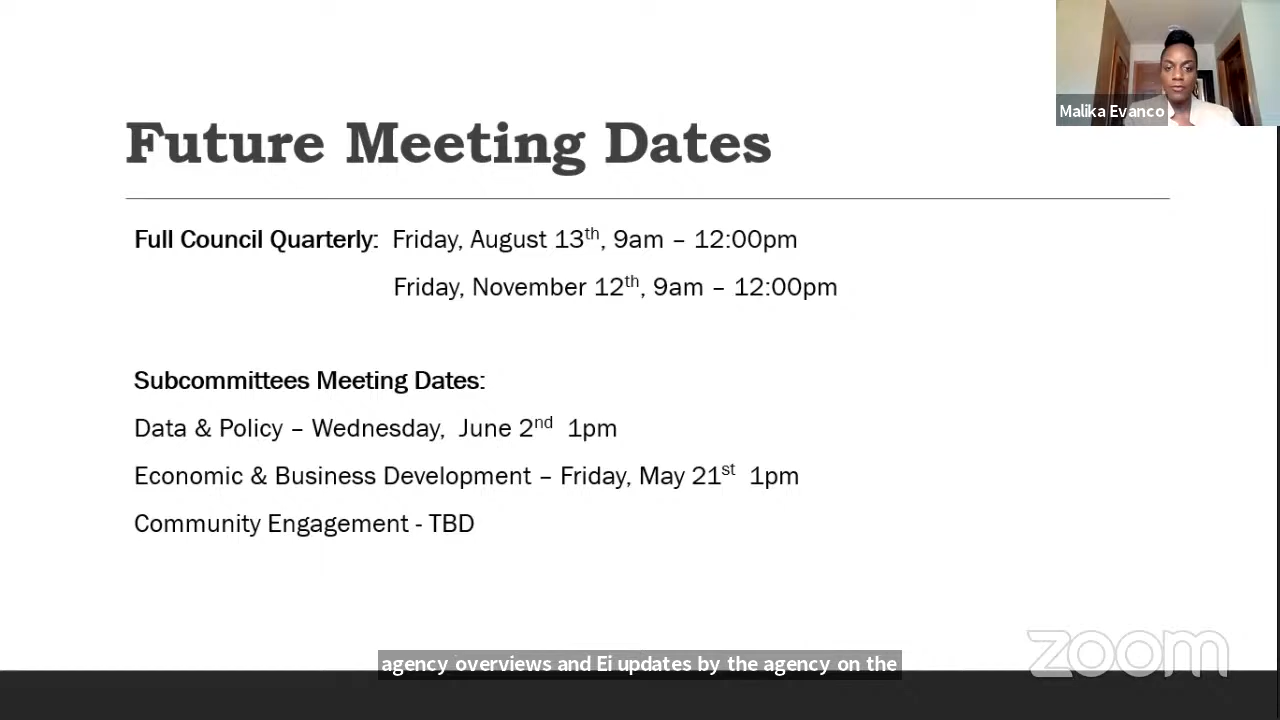 Malika Evanco
Future Meeting Dates
Full Council Quarterly: Friday, August 13th, 9am – 12:00pm
Friday, November 12th, 9am – 12:00pm
Subcommittees Meeting Dates:
Data & Policy – Wednesday, June 2nd 1pm
Economic & Business Development – Friday, May 21st 1pm
Community Engagement - TBD
agency overviews and Ei updates by the agency on the
zoom